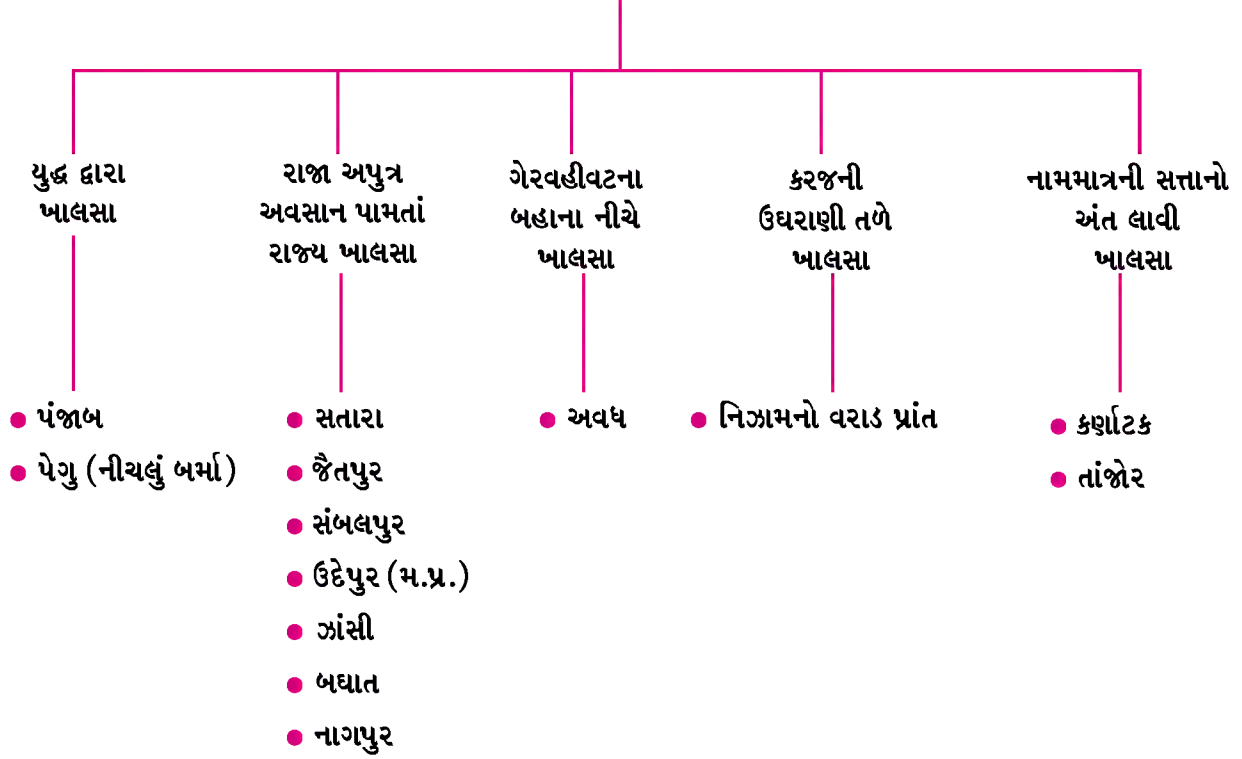 યુદ્ધ દ્વારા
ખાલસા
રાજા અપુત્ર
અવસાન પામતાં
રાજ્ય ખાલસા
ગેરવહીવટના
બહાના નીચે
ખાલસા
કરજની
ઉઘરાણી તળે
ખાલસા
નામમાત્રની સત્તાનો
અંત લાવી
ખાલસા
પંજાબ
પેગુ (નીચલું બર્મા)
સતારા
જૈતપુર
સંબલપુર
ઉદેપુર (મ.પ્ર.)
ઝાંસી
બઘાત
નાગપુર
અવધ
નિઝામનો વરાડ પ્રાંત
કર્ણાટક
તાંજોર